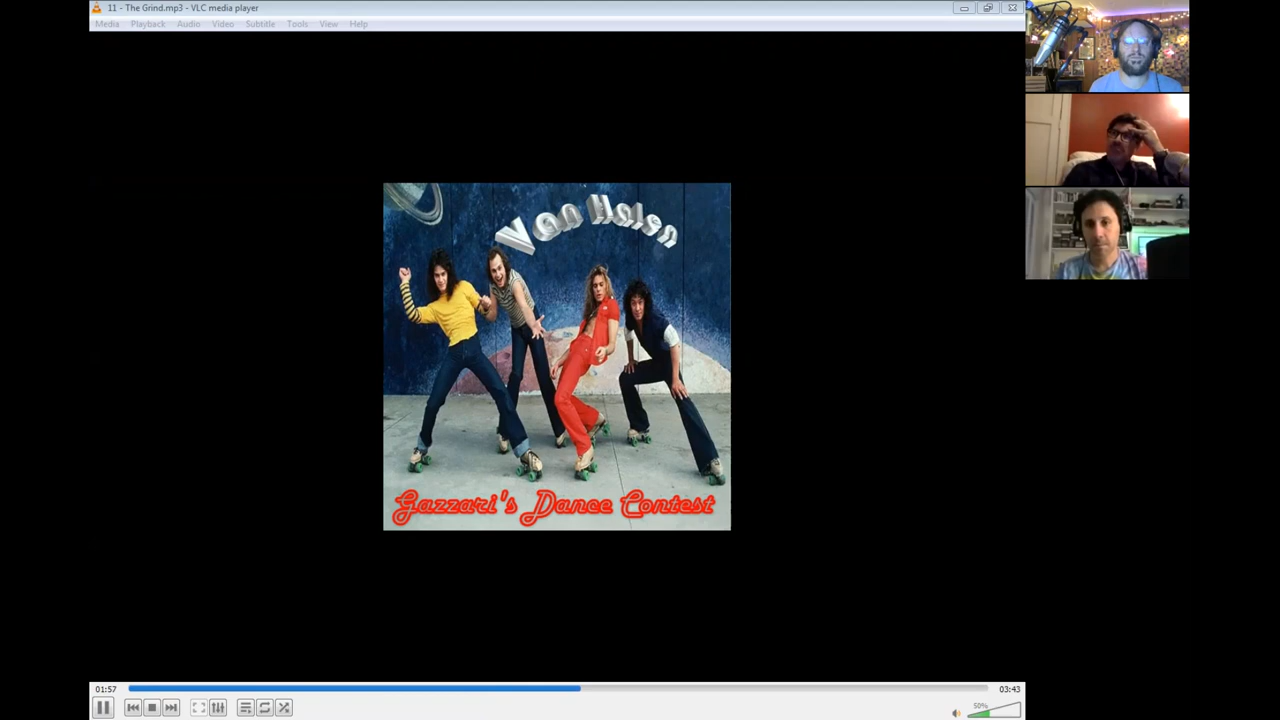 11 - The Grind.mp3 - VLC media player
Media Playback Audio Video Subtitle Tools View Help
Van Halen
Gazzari's Dance Contest
01:57
03:43
50%